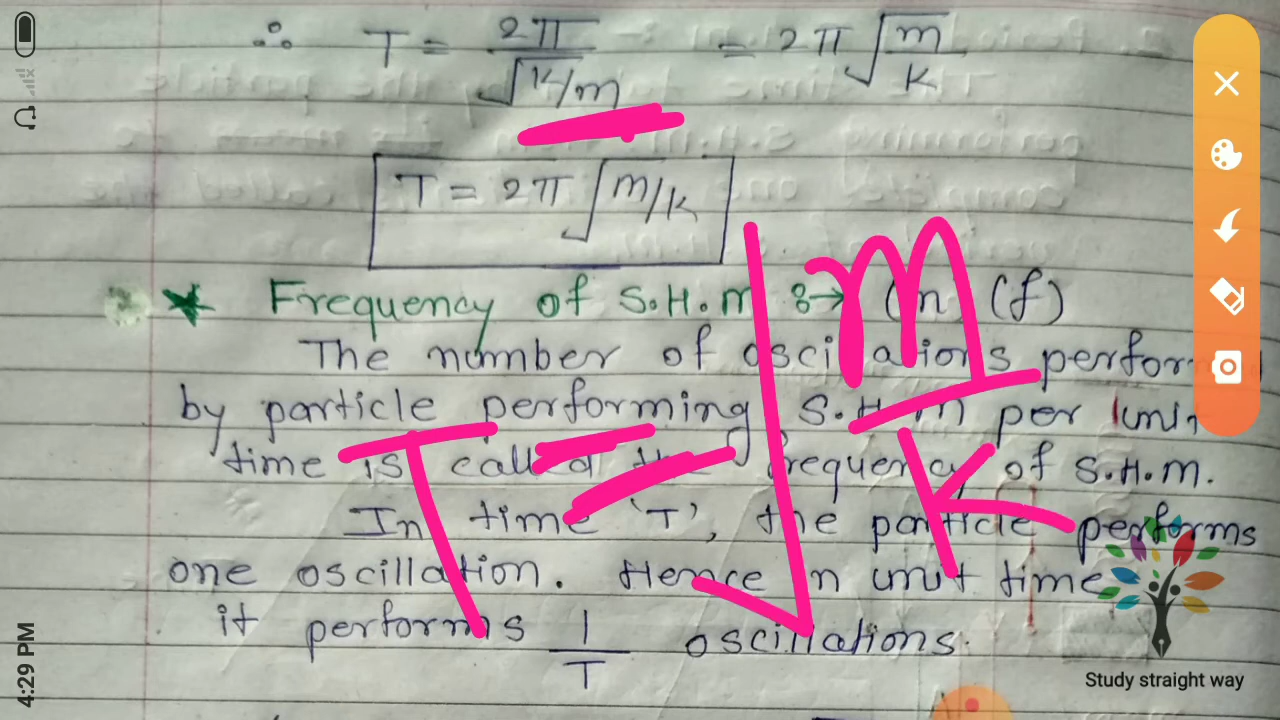 ∴ T = 2π/√(k/m) = 2π√(m/k)
T = 2π√m/k
★ Frequency of S.H.M :→ (n) (f)
The number of oscillations perform
by particle performing S.H.M per unit
time is called the frequency of S.H.M.
In time 'T', the particle performs
one oscillation. Hence in unit time
it performs 1/T oscillations.
T = √m/k
Study straight way
4:29 PM